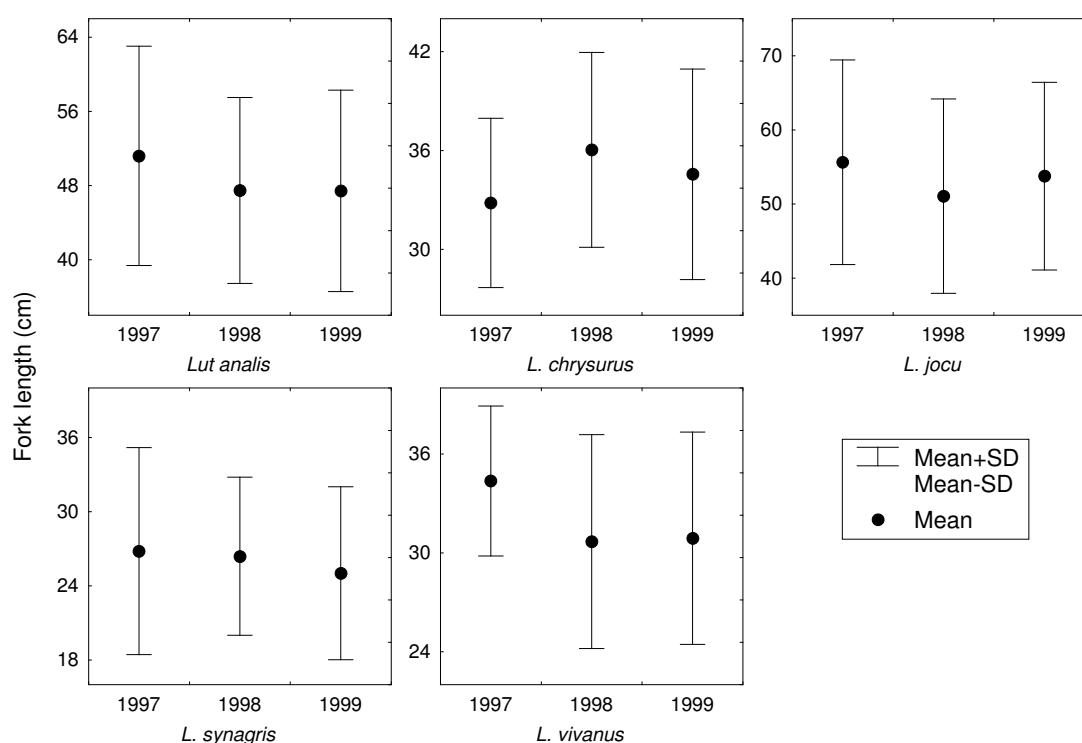 Fork length (cm)
64
56
48
40
1997 1998 1999
Lut analis
42
36
30
1997 1998 1999
L. chrysurus
70
60
50
40
1997 1998 1999
L. jocu
36
30
24
18
1997 1998 1999
L. synagris
36
30
24
1997 1998 1999
L. vivanus
Mean+SD
Mean-SD
Mean